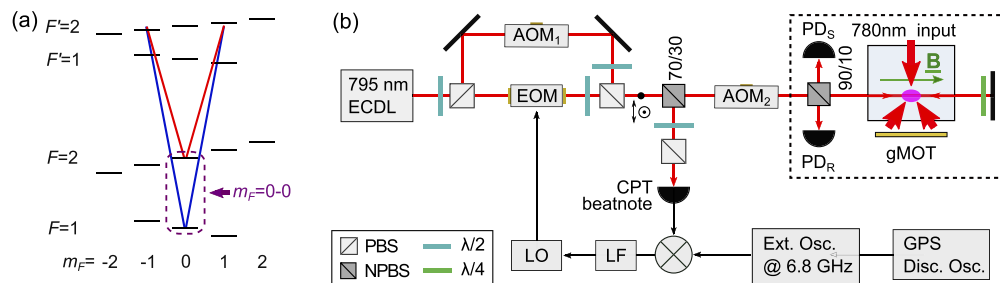 (a)
F'=2
F'=1
F=2
F=1
m_F=0-0
m_F= -2 -1 0 1 2
(b)
795 nm
ECDL
AOM₁
EOM
70/30
AOM₂
PD_S
90/10
PD_R
780nm
input
B
gMOT
CPT
beatnote
PBS
λ/2
NPBS
λ/4
LO
LF
Ext. Osc.
@ 6.8 GHz
GPS
Disc. Osc.